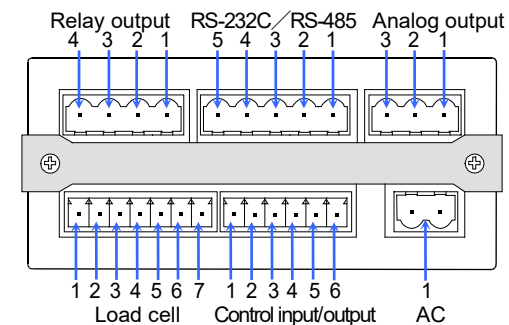 Relay output RS-232C／RS-485 Analog output
4 3 2 1 5 4 3 2 1 3 2 1
1 2 3 4 5 6 7 1 2 3 4 5 6 1
Load cell Control input/output AC